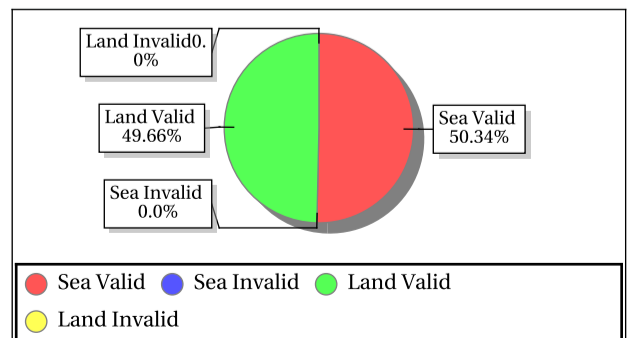 Land Invalid0.
0%
Land Valid
49.66%
Sea Valid
50.34%
Sea Invalid
0.0%
Sea Valid Sea Invalid Land Valid
Land Invalid